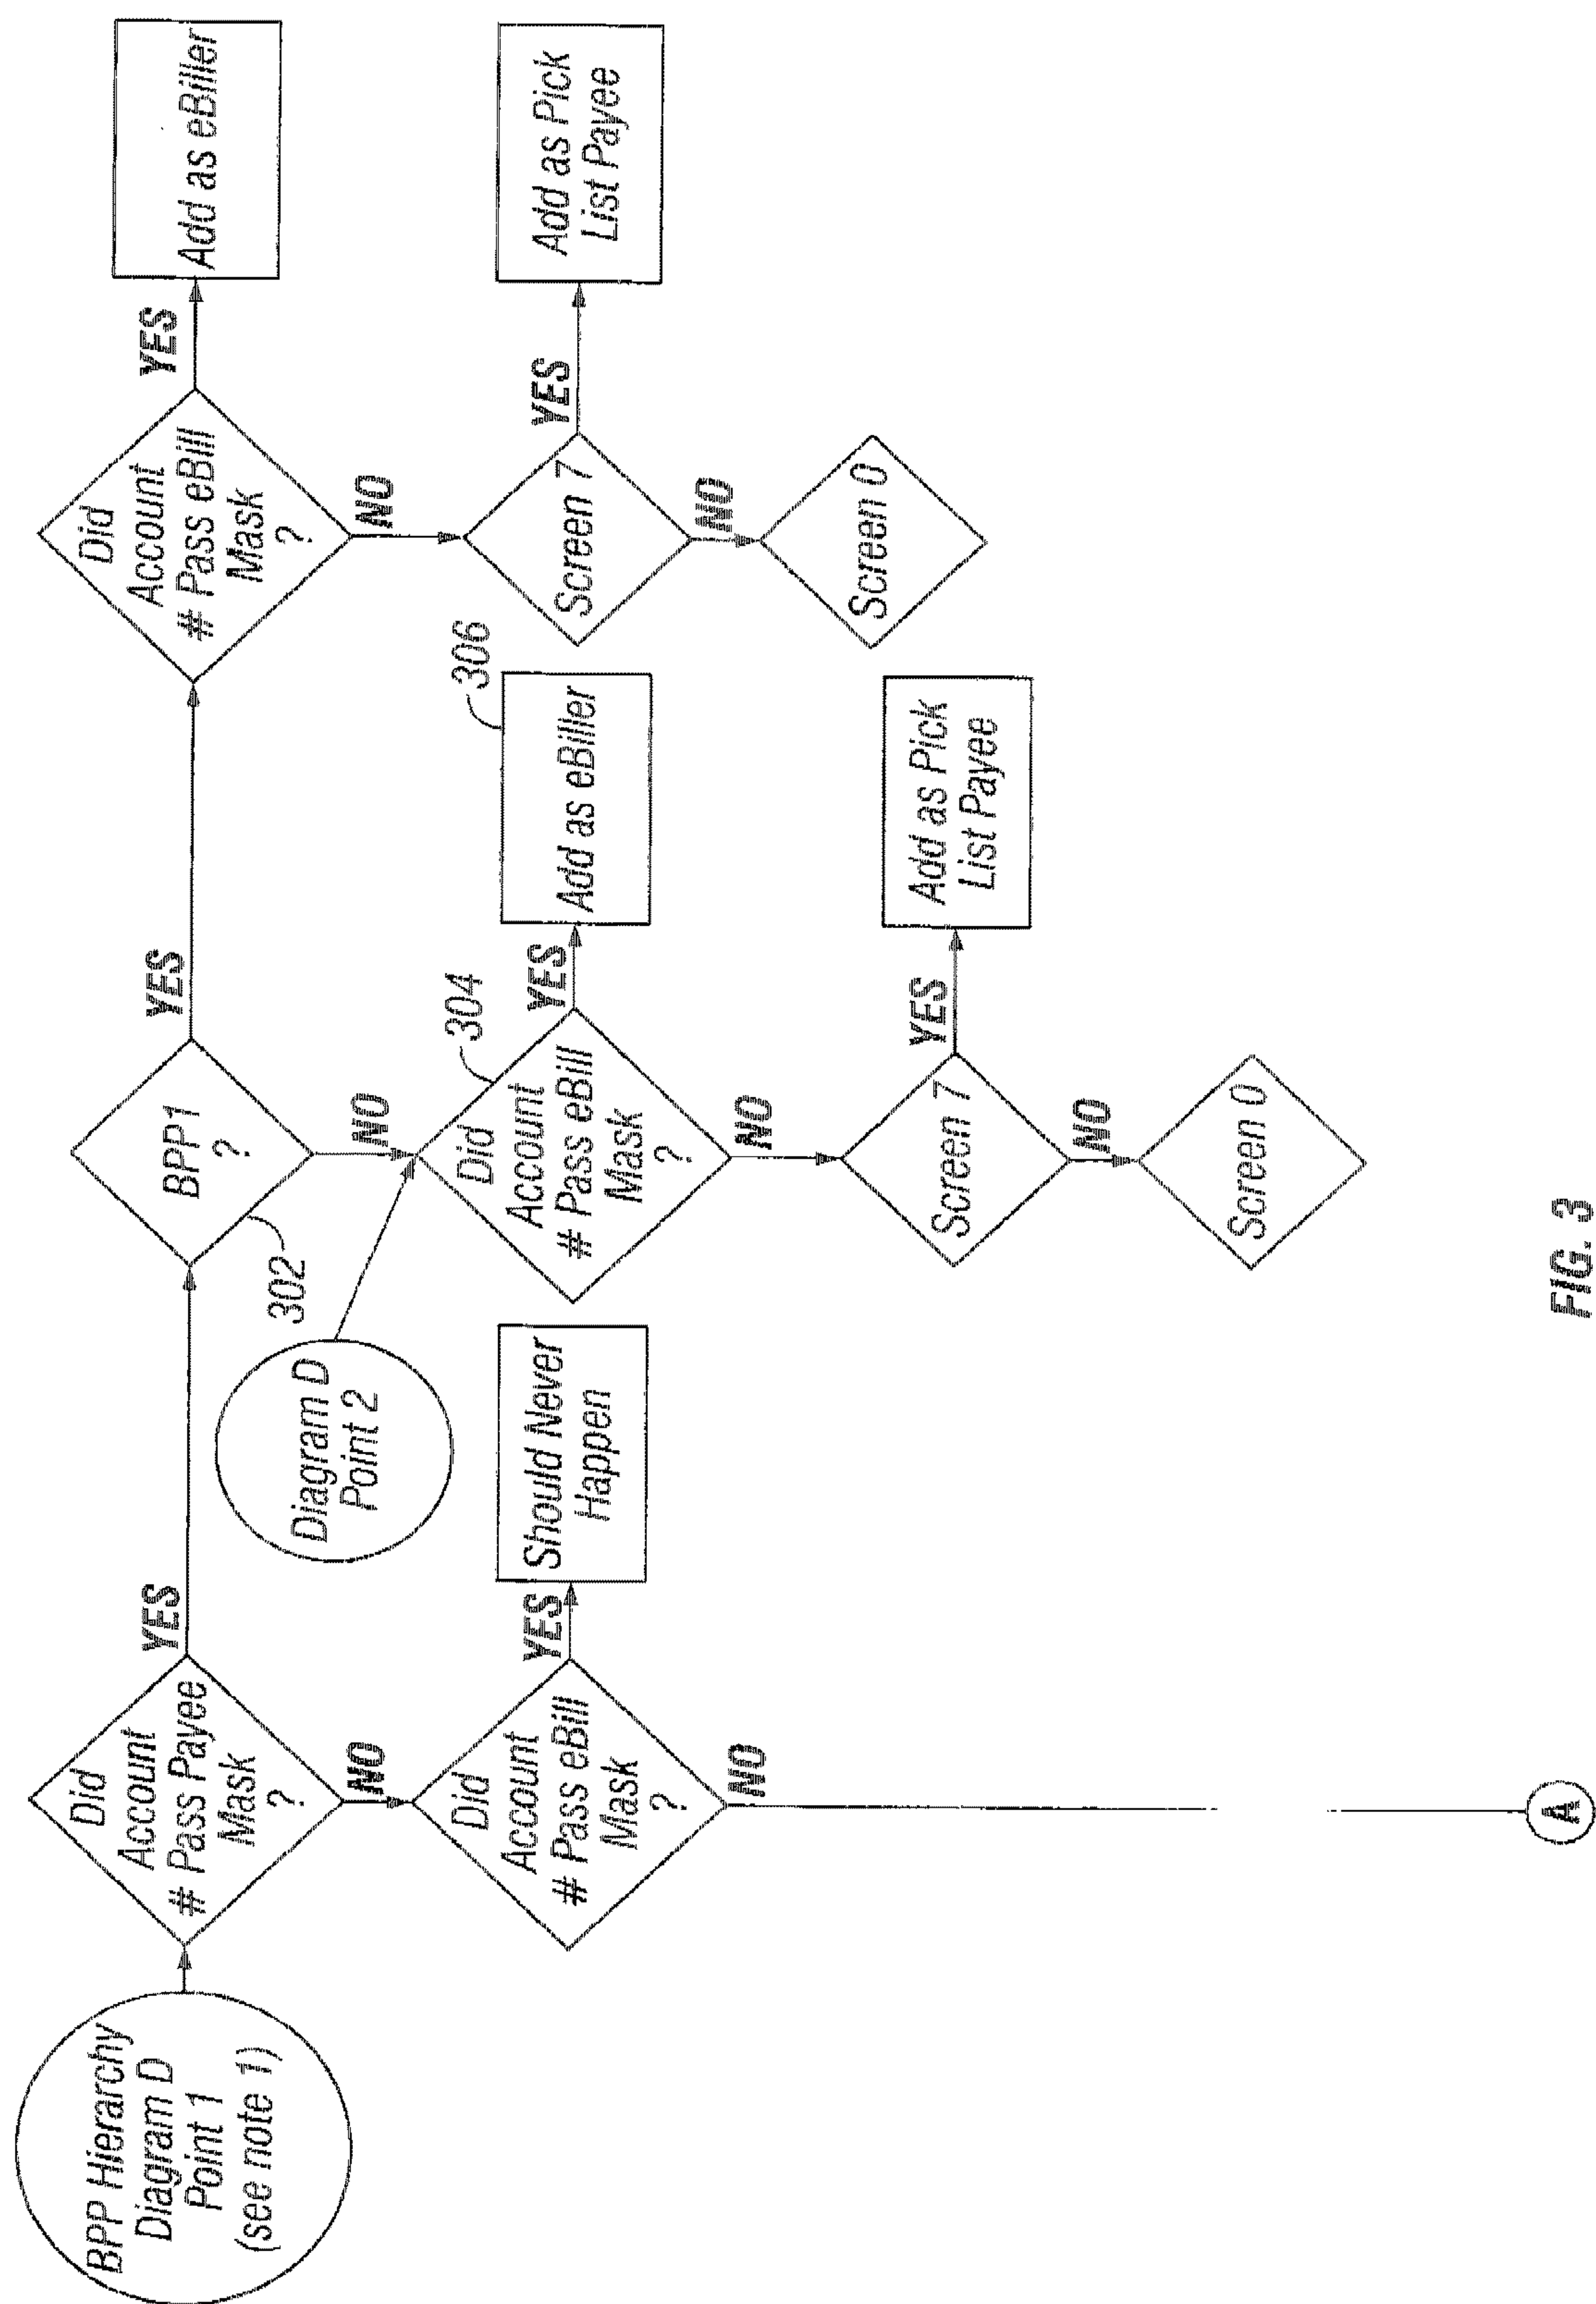 BPP Hierarchy
Diagram D
Point 1
(see note 1)
Did
Account
# Pass Payee
Mask
?
YES
NO
BPP1
?
302
YES
NO
Did
Account
# Pass eBill
Mask
?
YES
NO
Add as eBiller
Screen 7
YES
NO
Add as Pick
List Payee
Screen 0
Diagram D
Point 2
Did
Account
# Pass eBill
Mask
?
304
YES
NO
Add as eBiller
306
Screen 7
YES
NO
Add as Pick
List Payee
Screen 0
Did
Account
# Pass eBill
Mask
?
YES
NO
Should Never
Happen
A
FIG. 3